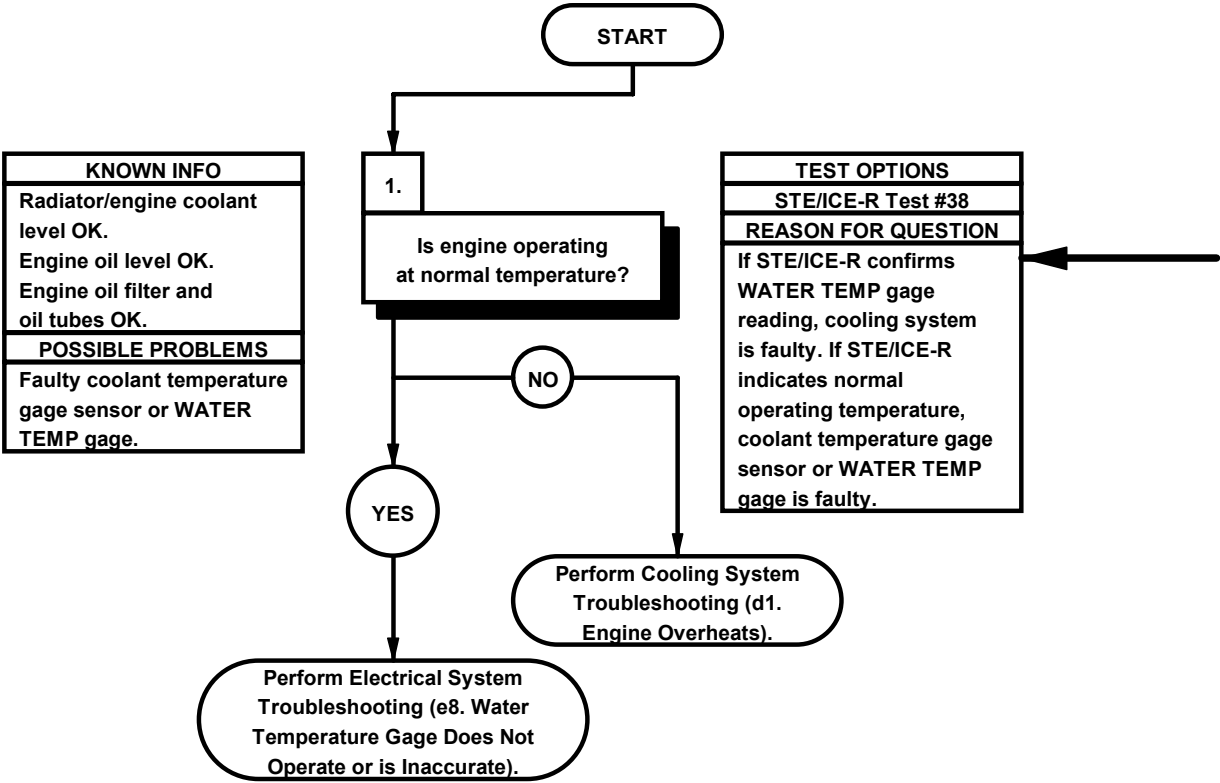 START
KNOWN INFO
Radiator/engine coolant
level OK.
Engine oil level OK.
Engine oil filter and
oil tubes OK.
POSSIBLE PROBLEMS
Faulty coolant temperature
gage sensor or WATER
TEMP gage.
1.
Is engine operating
at normal temperature?
TEST OPTIONS
STE/ICE-R Test #38
REASON FOR QUESTION
If STE/ICE-R confirms
WATER TEMP gage
reading, cooling system
is faulty. If STE/ICE-R
indicates normal
operating temperature,
coolant temperature gage
sensor or WATER TEMP
gage is faulty.
NO
YES
Perform Cooling System
Troubleshooting (d1.
Engine Overheats).
Perform Electrical System
Troubleshooting (e8. Water
Temperature Gage Does Not
Operate or is Inaccurate).